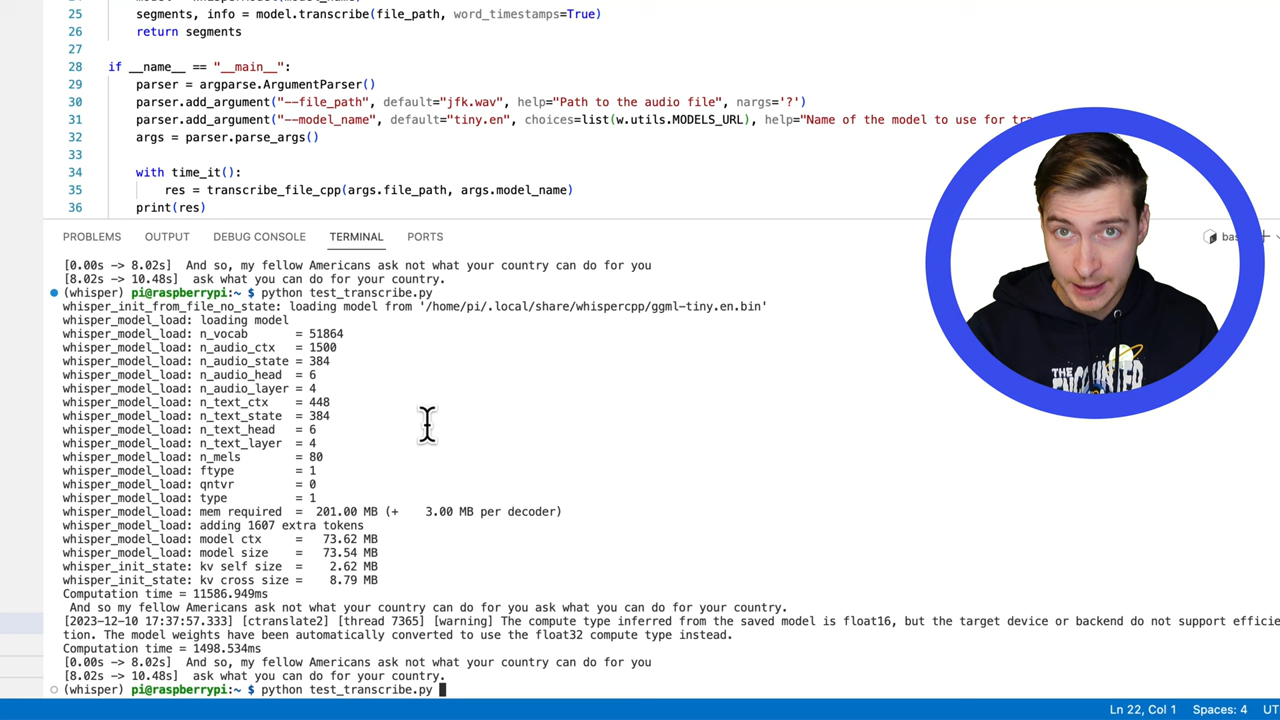 25 segments, info = model.transcribe(file_path, word_timestamps=True)
26 return segments
27
28 if __name__ == "__main__":
29 parser = argparse.ArgumentParser()
30 parser.add_argument("--file_path", default="jfk.wav", help="Path to the audio file", nargs='?')
31 parser.add_argument("--model_name", default="tiny.en", choices=list(w.utils.MODELS_URL), help="Name of the model to use for
32 args = parser.parse_args()
33
34 with time_it():
35 res = transcribe_file_cpp(args.file_path, args.model_name)
36 print(res)
PROBLEMS OUTPUT DEBUG CONSOLE TERMINAL PORTS
[0.00s -> 8.02s] And so, my fellow Americans ask not what your country can do for you
[8.02s -> 10.48s] ask what you can do for your country.
(whisper) pi@raspberrypi:~ $ python test_transcribe.py
whisper_init_from_file_no_state: loading model from '/home/pi/.local/share/whispercpp/ggml-tiny.en.bin'
whisper_model_load: loading model
whisper_model_load: n_vocab = 51864
whisper_model_load: n_audio_ctx = 1500
whisper_model_load: n_audio_state = 384
whisper_model_load: n_audio_head = 6
whisper_model_load: n_audio_layer = 4
whisper_model_load: n_text_ctx = 448
whisper_model_load: n_text_state = 384
whisper_model_load: n_text_head = 6
whisper_model_load: n_text_layer = 4
whisper_model_load: n_mels = 80
whisper_model_load: ftype = 1
whisper_model_load: qntvr = 0
whisper_model_load: type = 1
whisper_model_load: mem required = 201.00 MB (+ 3.00 MB per decoder)
whisper_model_load: adding 1607 extra tokens
whisper_model_load: model ctx = 73.62 MB
whisper_model_load: model size = 73.54 MB
whisper_init_state: kv self size = 2.62 MB
whisper_init_state: kv cross size = 8.79 MB
Computation time = 11586.949ms
And so my fellow Americans ask not what your country can do for you ask what you can do for your country.
[2023-12-10 17:37:57.333] [ctranslate2] [thread 7365] [warning] The compute type inferred from the saved model is float16, but the target device or backend do not support efficie
tion. The model weights have been automatically converted to use the float32 compute type instead.
Computation time = 1498.534ms
[0.00s -> 8.02s] And so, my fellow Americans ask not what your country can do for you
[8.02s -> 10.48s] ask what you can do for your country.
(whisper) pi@raspberrypi:~ $ python test_transcribe.py
THE
ENCOUNTER
Ln 22, Col 1 Spaces: 4 UT